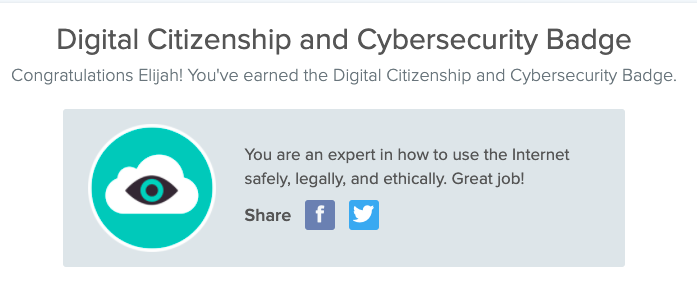 Digital Citizenship and Cybersecurity Badge
Congratulations Elijah! You've earned the Digital Citizenship and Cybersecurity Badge.
You are an expert in how to use the Internet
safely, legally, and ethically. Great job!
Share f